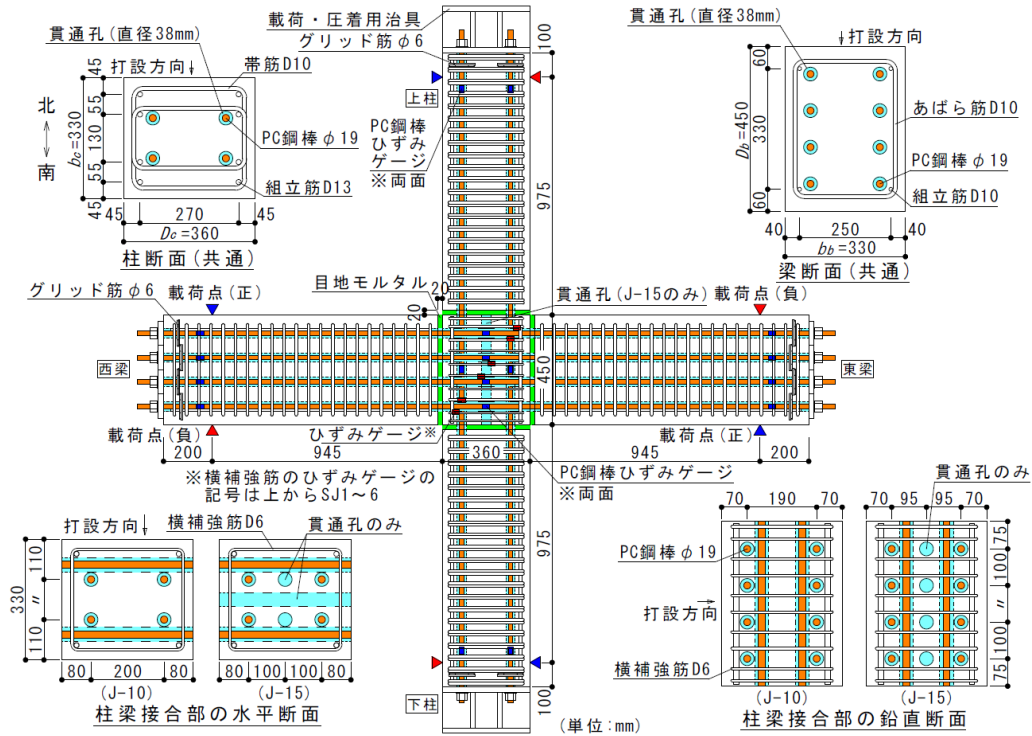 載荷・圧着用治具
グリッド筋φ6
100
貫通孔(直径38mm)
打設方向
帯筋D10
北
南
45
55
130
55
45
bc=330
PC鋼棒φ19
組立筋D13
45
270
45
Dc=360
柱断面(共通)
上柱
PC鋼棒
ひずみ
ゲージ
※両面
975
貫通孔(直径38mm)
打設方向
60
330
60
Db=450
あばら筋D10
PC鋼棒φ19
組立筋D10
40
250
40
bb=330
梁断面(共通)
グリッド筋φ6
載荷点(正)
目地モルタル
20
20
貫通孔(J-15のみ)
載荷点(負)
西梁
東梁
450
載荷点(負)
ひずみゲージ※
載荷点(正)
200
945
360
945
200
※横補強筋のひずみゲージの
記号は上からSJ1～6
PC鋼棒ひずみゲージ
※両面
打設方向
横補強筋D6
貫通孔のみ
110
〃
110
330
80
200
80
80
100
100
80
(J-10)
(J-15)
柱梁接合部の水平断面
975
下柱
100
(単位:mm)
貫通孔のみ
70
190
70
70
95
95
70
PC鋼棒φ19
打設方向
横補強筋D6
75
100
〃
100
75
(J-10)
(J-15)
柱梁接合部の鉛直断面